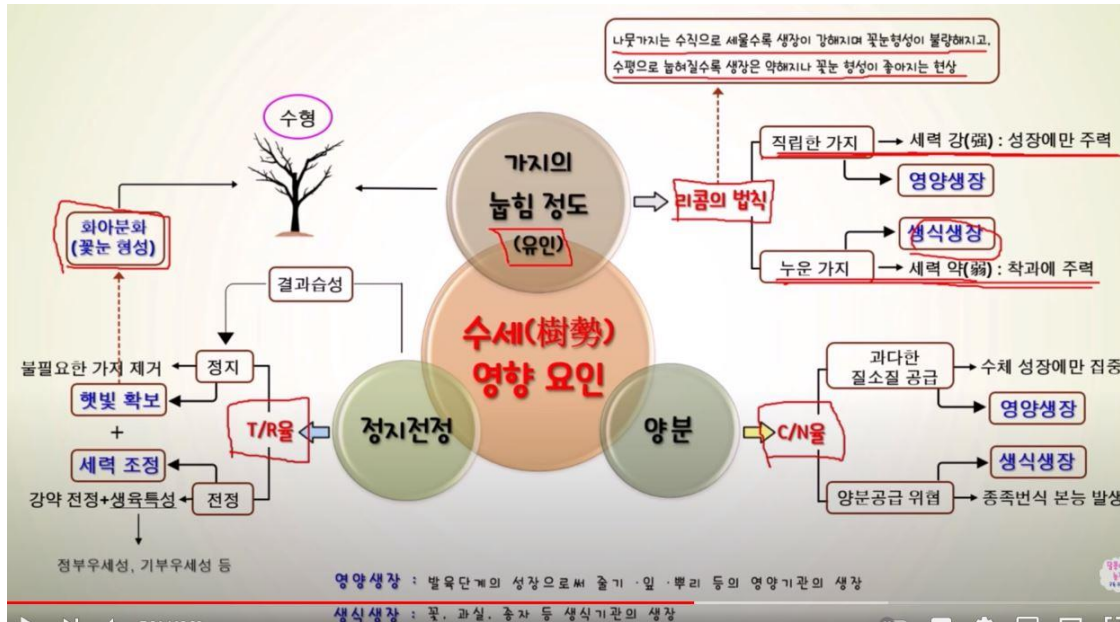 나뭇가지는 수직으로 세울수록 생장이 강해지며 꽃눈형성이 불량해지고,
수평으로 눕혀질수록 생장은 약해지나 꽃눈 형성이 좋아지는 현상
수형
가지의
눕힘 정도
(유인)
리콤의 법칙
직립한 가지
세력 강(強) : 성장에만 주력
영양생장
생식생장
누운 가지
세력 약(弱) : 착과에 주력
화아분화
(꽃눈 형성)
결과습성
수세(樹勢)
영향 요인
불필요한 가지 제거
정지
햇빛 확보
+
세력 조정
강약 전정+생육특성
전정
정부우세성, 기부우세성 등
T/R율
정지전정
양분
C/N율
과다한
질소질 공급
수체 성장에만 집중
영양생장
생식생장
양분공급 위협
종족번식 본능 발생
영양생장 : 발육단계의 성장으로써 줄기 ·잎 ·뿌리 등의 영양기관의 생장
생식생장 : 꽃, 과실, 종자 등 생식기관의 생장